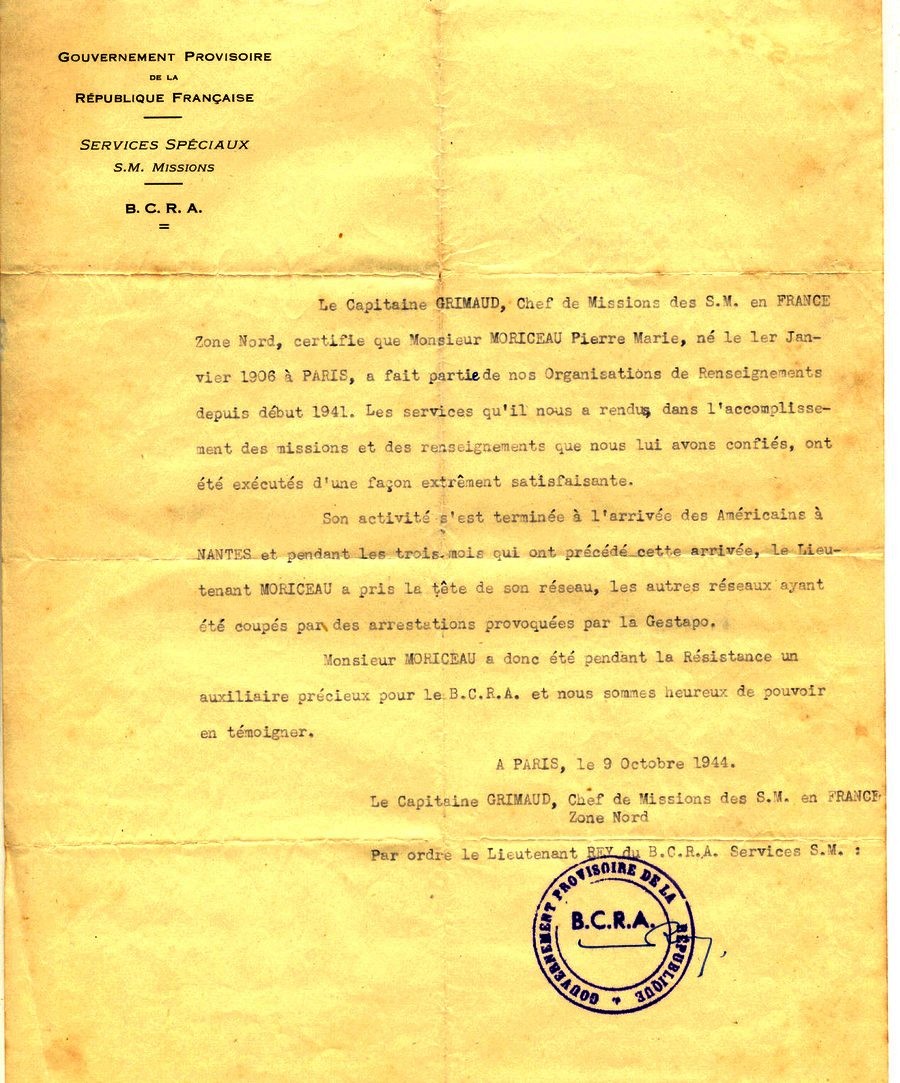 GOUVERNEMENT PROVISOIRE
DE LA
RÉPUBLIQUE FRANÇAISE
SERVICES SPÉCIAUX
S.M. MISSIONS
B. C. R. A.
Le Capitaine GRIMAUD, Chef de Missions des S.M. en FRANCE
Zone Nord, certifie que Monsieur MORICEAU Pierre Marie, né le 1er Jan-
vier 1906 à PARIS, a fait partie de nos Organisations de Renseignements
depuis début 1941. Les services qu'il nous a rendus, dans l'accomplisse-
ment des missions et des renseignements que nous lui avons confiés, ont
été exécutés d'une façon extrêment satisfaisante.
Son activité s'est terminée à l'arrivée des Américains à
NANTES et pendant les trois mois qui ont précédé cette arrivée, le Lieu-
tenant MORICEAU a pris la tête de son réseau, les autres réseaux ayant
été coupés par des arrestations provoquées par la Gestapo.
Monsieur MORICEAU a donc été pendant la Résistance un
auxiliaire précieux pour le B.C.R.A. et nous sommes heureux de pouvoir
en témoigner.
A PARIS, le 9 Octobre 1944.
Le Capitaine GRIMAUD, Chef de Missions des S.M. en FRANCE
Zone Nord
Par ordre le Lieutenant REY du B.C.R.A. Services S.M. :
GOUVERNEMENT PROVISOIRE DE LA RÉPUBLIQUE
B.C.R.A.